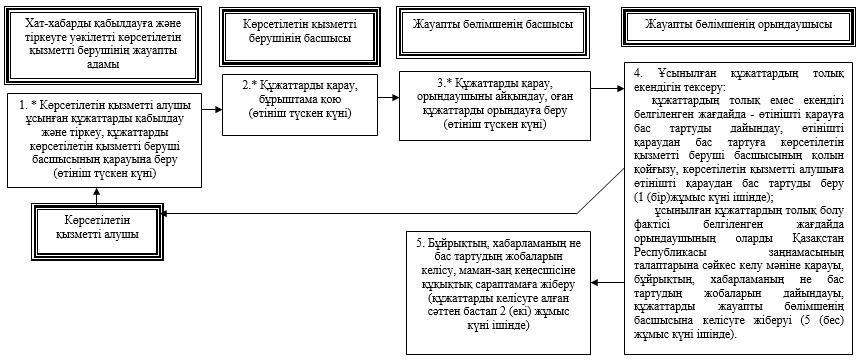 Хат-хабарды қабылдауға және
тіркеуге уәкілетті көрсетілетін
қызметті берушінің жауапты
адамы
Көрсетілетін қызметті
берушінің басшысы
Жауапты бөлімшенің басшысы
Жауапты бөлімшенің орындаушысы
1. * Көрсетілетін қызметті алушы
ұсынған құжаттарды қабылдау
және тіркеу, құжаттарды
көрсетілетін қызметті беруші
басшысының қарауына беру
(өтініш түскен күні)
2.* Құжаттарды қарау,
бұрыштама қою
(өтініш түскен күні)
3.* Құжаттарды қарау,
орындаушыны айқындау, оған
құжаттарды орындауға беру
(өтініш түскен күні)
4. Ұсынылған құжаттардың толық
екендігін тексеру:
құжаттардың толық емес екендігі
белгіленген жағдайда - өтінішті қарауға
бас тартуды дайындау, өтінішті
қараудан бас тартуға көрсетілетін
қызметті беруші басшысының қолын
қойғызу, көрсетілетін қызметті алушыға
өтінішті қараудан бас тартуды беру
(1 (бір)жұмыс күні ішінде);
ұсынылған құжаттардың толық болу
фактісі белгіленген жағдайда
орындаушының оларды Қазақстан
Республикасы заңнамасының
талаптарына сәйкес келу мәніне қарауы,
бұйрықтың, хабарламаның не бас
тартудың жобаларын дайындауы,
құжаттарды жауапты бөлімшенің
басшысына келісуге жіберуі (5 (бес)
жұмыс күні ішінде).
Көрсетілетін
қызметті алушы
5. Бұйрықтың, хабарламаның не
бас тартудың жобаларын
келісу, маман-заң кеңесшісіне
құқықтық сараптамаға жіберу
(құжаттарды келісуге алған
сәттен бастап 2 (екі) жұмыс
күні ішінде)